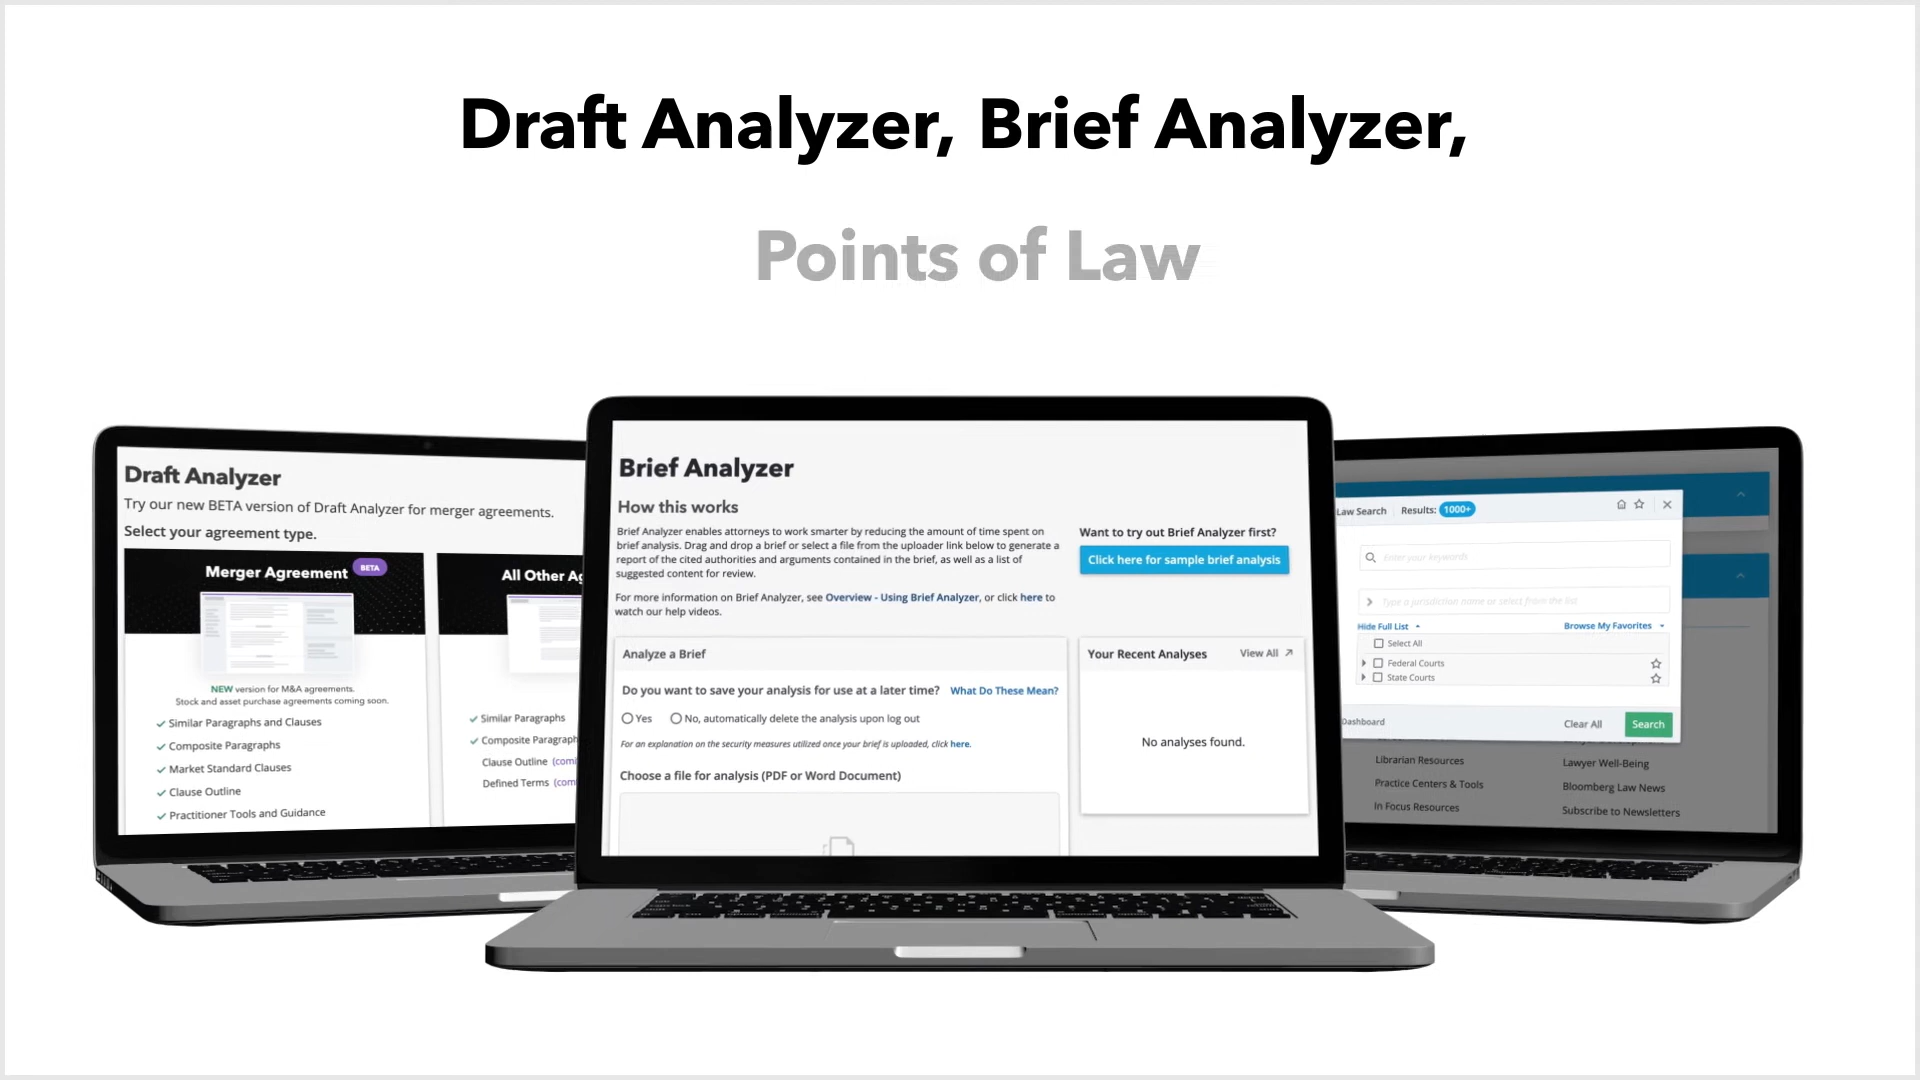 Draft Analyzer, Brief Analyzer,
Points of Law
Draft Analyzer
Try our new BETA version of Draft Analyzer for merger agreements.
Select your agreement type.
Merger Agreement BETA
NEW version for M&A agreements.
Stock and asset purchase agreements coming soon.
Similar Paragraphs and Clauses
Composite Paragraphs
Market Standard Clauses
Clause Outline
Practitioner Tools and Guidance
All Other Ag
Similar Paragraphs
Composite Paragraph
Clause Outline (comi
Defined Terms (com
Brief Analyzer
How this works
Brief Analyzer enables attorneys to work smarter by reducing the amount of time spent on
brief analysis. Drag and drop a brief or select a file from the uploader link below to generate a
report of the cited authorities and arguments contained in the brief, as well as a list of
suggested content for review.
For more information on Brief Analyzer, see Overview - Using Brief Analyzer, or click here to
watch our help videos.
Want to try out Brief Analyzer first?
Click here for sample brief analysis
Analyze a Brief
Do you want to save your analysis for use at a later time? What Do These Mean?
Yes No, automatically delete the analysis upon log out
For an explanation on the security measures utilized once your brief is uploaded, click here.
Choose a file for analysis (PDF or Word Document)
Your Recent Analyses View All
No analyses found.
Law Search Results: 1000+
Enter your keywords
Type a jurisdiction name or select from the list
Hide Full List Browse My Favorites
Select All
Federal Courts
State Courts
Dashboard Clear All Search
Librarian Resources
Practice Centers & Tools
In Focus Resources
Lawyer Well-Being
Bloomberg Law News
Subscribe to Newsletters